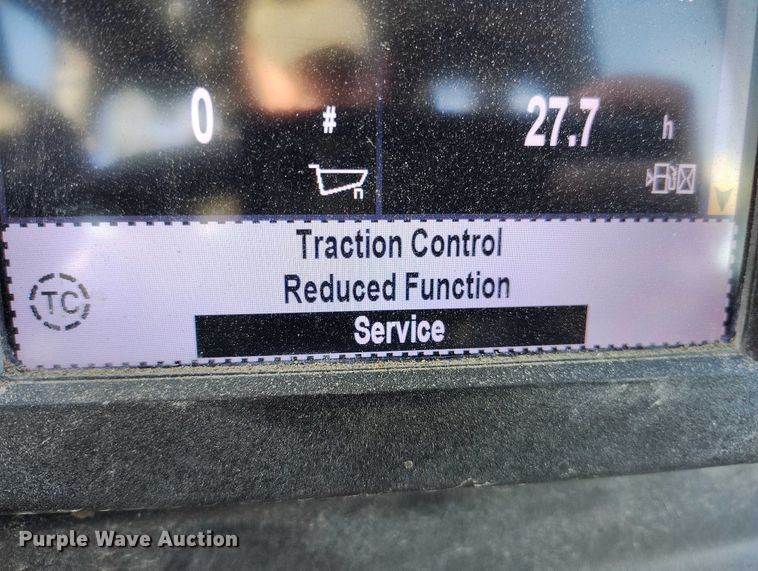 0 # 27.7 h
n
Traction Control
TC Reduced Function
Service
Purple Wave Auction